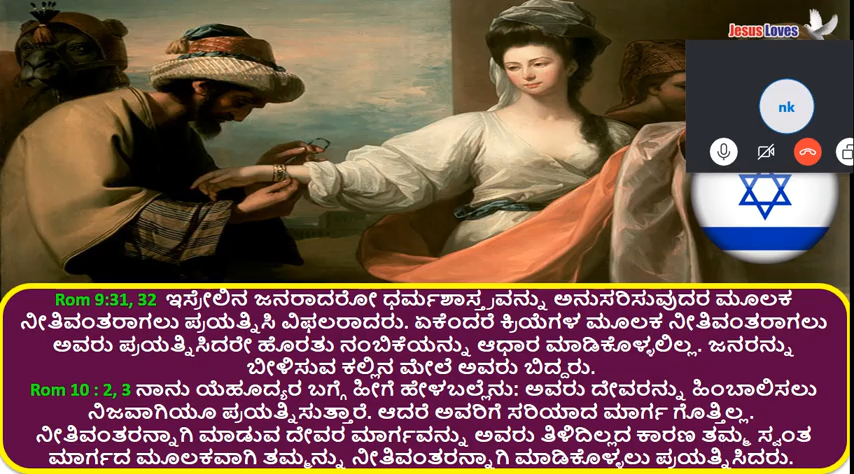 Jesus Loves
nk
Rom 9:31, 32 ಇಸ್ರೇಲಿನ ಜನರಾದರೋ ಧರ್ಮಶಾಸ್ತ್ರವನ್ನು ಅನುಸರಿಸುವುದರ ಮೂಲಕ
ನೀತಿವಂತರಾಗಲು ಪ್ರಯತ್ನಿಸಿ ವಿಫಲರಾದರು. ಏಕೆಂದರೆ ಕ್ರಿಯೆಗಳ ಮೂಲಕ ನೀತಿವಂತರಾಗಲು
ಅವರು ಪ್ರಯತ್ನಿಸಿದರೇ ಹೊರತು ನಂಬಿಕೆಯನ್ನು ಆಧಾರ ಮಾಡಿಕೊಳ್ಳಲಿಲ್ಲ. ಜನರನ್ನು
ಬೀಳಿಸುವ ಕಲ್ಲಿನ ಮೇಲೆ ಅವರು ಬಿದ್ದರು.
Rom 10 : 2, 3 ನಾನು ಯೆಹೂದ್ಯರ ಬಗ್ಗೆ ಹೀಗೆ ಹೇಳಬಲ್ಲೆನು: ಅವರು ದೇವರನ್ನು ಹಿಂಬಾಲಿಸಲು
ನಿಜವಾಗಿಯೂ ಪ್ರಯತ್ನಿಸುತ್ತಾರೆ. ಆದರೆ ಅವರಿಗೆ ಸರಿಯಾದ ಮಾರ್ಗ ಗೊತ್ತಿಲ್ಲ.
ನೀತಿವಂತರನ್ನಾಗಿ ಮಾಡುವ ದೇವರ ಮಾರ್ಗವನ್ನು ಅವರು ತಿಳಿದಿಲ್ಲದ ಕಾರಣ ತಮ್ಮ ಸ್ವಂತ
ಮಾರ್ಗದ ಮೂಲಕವಾಗಿ ತಮ್ಮನ್ನು ನೀತಿವಂತರನ್ನಾಗಿ ಮಾಡಿಕೊಳ್ಳಲು ಪ್ರಯತ್ನಿಸಿದರು.